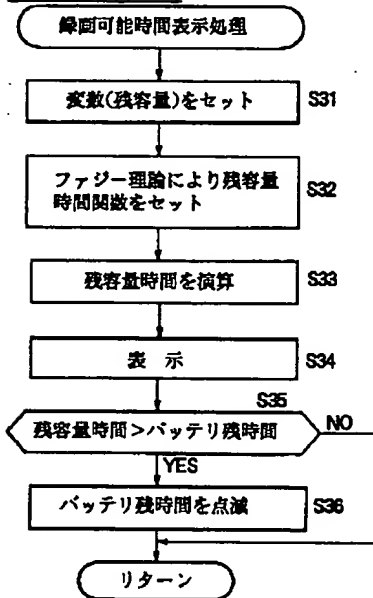 録画可能時間表示処理
変数(残容量)をセット
S31
ファジー理論により残容量
時間関数をセット
S32
残容量時間を演算
S33
表 示
S34
S35
残容量時間>バッテリ残時間
NO
YES
バッテリ残時間を点滅
S36
リターン